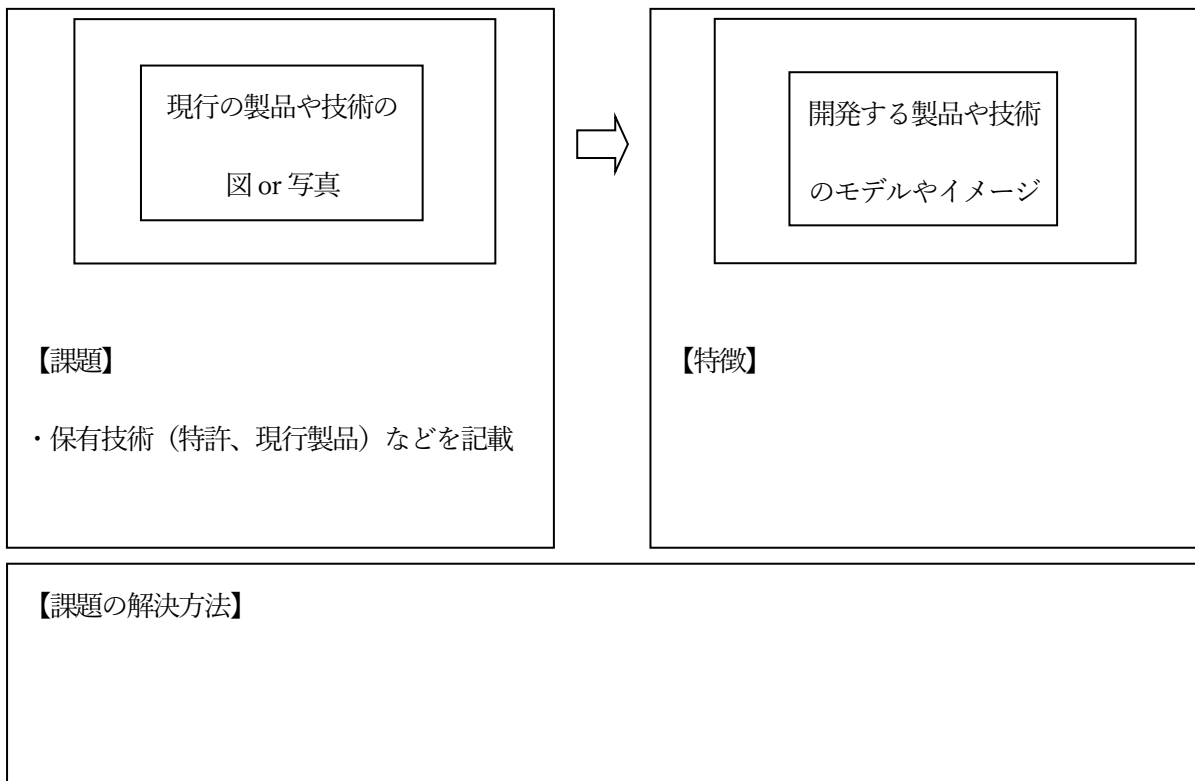 現行の製品や技術の
図 or 写真
開発する製品や技術
のモデルやイメージ
【課題】
・保有技術（特許、現行製品）などを記載
【特徴】
【課題の解決方法】